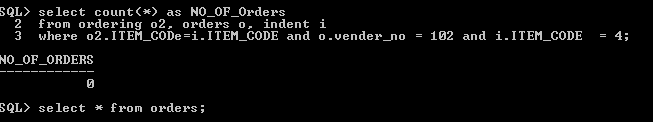 SQL> select count(*) as NO_OF_Orders
2 from ordering o2, orders o, indent i
3 where o2.ITEM_CODe=i.ITEM_CODE and o.vender_no = 102 and i.ITEM_CODE = 4;
NO_OF_ORDERS
------------
0
SQL> select * from orders;